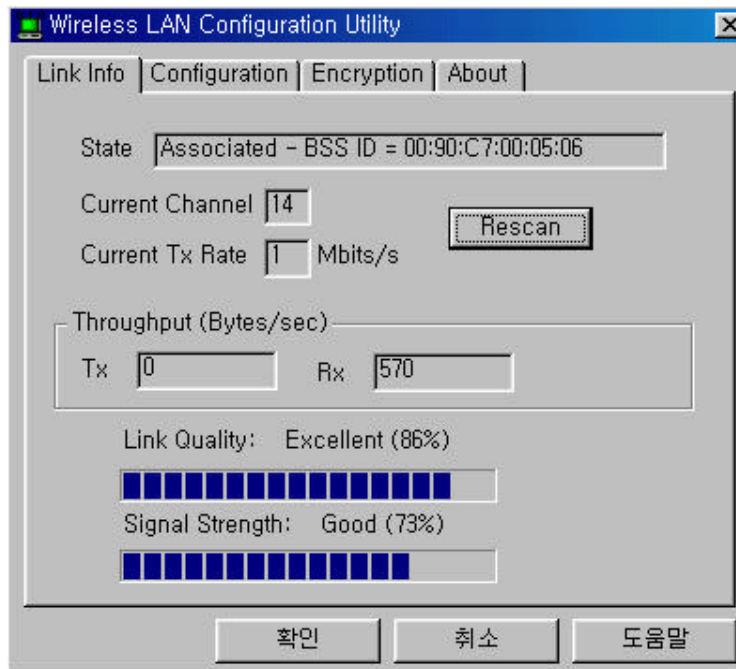 Wireless LAN Configuration Utility
Link Info Configuration Encryption About
State Associated - BSS ID = 00:90:C7:00:05:06
Current Channel 14
Rescan
Current Tx Rate 1 Mbits/s
Throughput (Bytes/sec)
Tx 0 Rx 570
Link Quality: Excellent (86%)
Signal Strength: Good (73%)
확인 취소 도움말